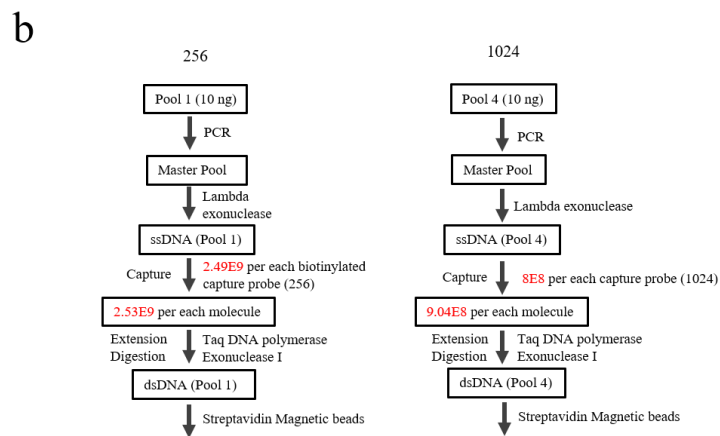 b
256
Pool 1 (10 ng)
PCR
Master Pool
Lambda
exonuclease
ssDNA (Pool 1)
Capture
2.49E9 per each biotinylated
capture probe (256)
2.53E9 per each molecule
Extension
Digestion
Taq DNA polymerase
Exonuclease I
dsDNA (Pool 1)
Streptavidin Magnetic beads
1024
Pool 4 (10 ng)
PCR
Master Pool
Lambda exonuclease
ssDNA (Pool 4)
Capture
8E8 per each capture probe (1024)
9.04E8 per each molecule
Extension
Digestion
Taq DNA polymerase
Exonuclease I
dsDNA (Pool 4)
Streptavidin Magnetic beads